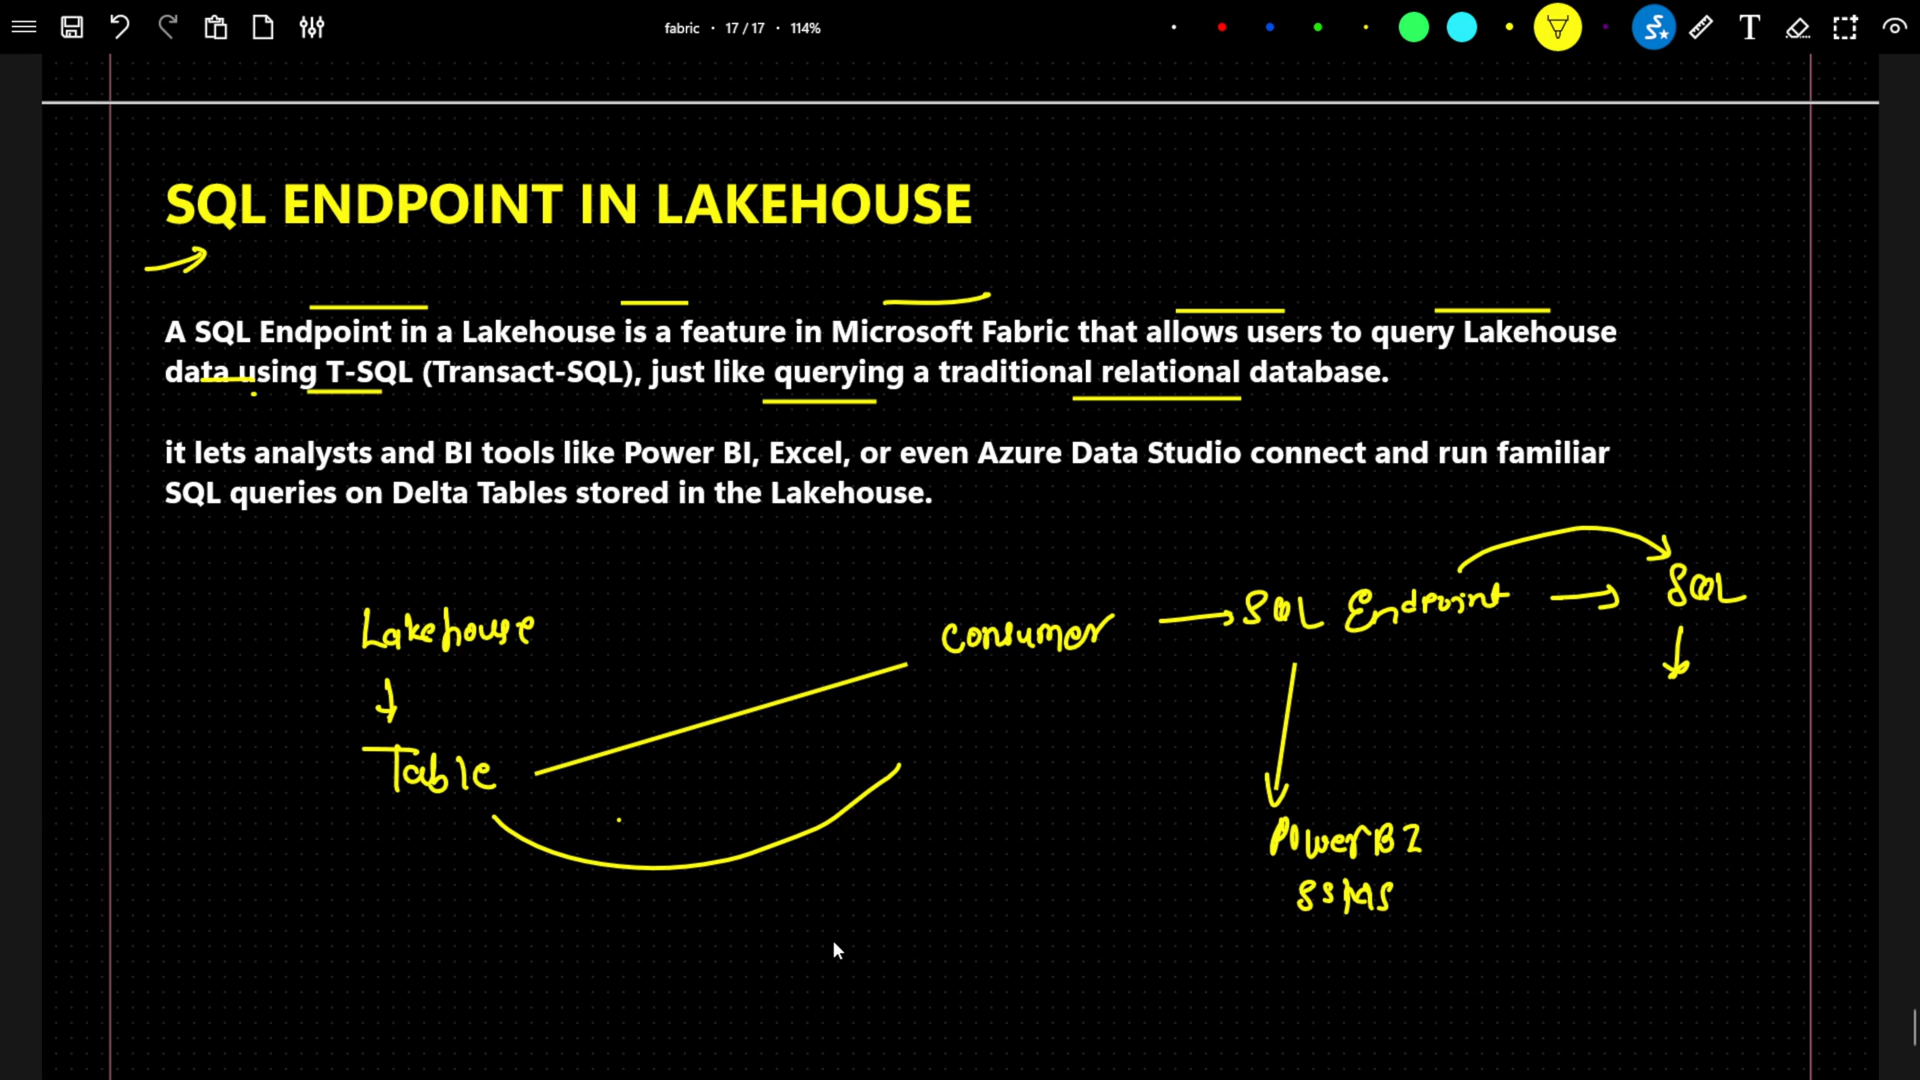 fabric • 17 / 17 • 114%
T
SQL ENDPOINT IN LAKEHOUSE
A SQL Endpoint in a Lakehouse is a feature in Microsoft Fabric that allows users to query Lakehouse
data using T-SQL (Transact-SQL), just like querying a traditional relational database.
it lets analysts and BI tools like Power BI, Excel, or even Azure Data Studio connect and run familiar
SQL queries on Delta Tables stored in the Lakehouse.
Lakehouse
Consumer
SQL Endpoint
SQL
Table
Power BI
SSMS